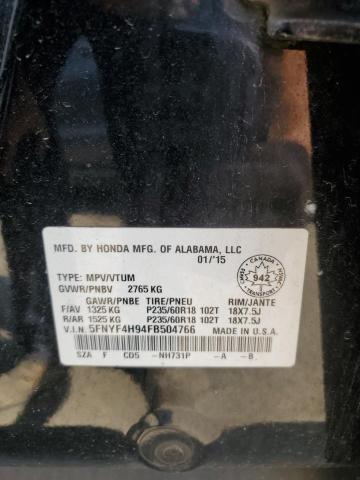 MFD. BY HONDA MFG. OF ALABAMA, LLC
01/'15
TYPE: MPV/VTUM
GVWR/PNBV 2765 KG
GAWR/PNBE TIRE/PNEU RIM/JANTE
F/AV 1325 KG P235/60R18 102T 18X7.5J
R/AR 1525 KG P235/60R18 102T 18X7.5J
V.I.N. 5FNYF4H94FB504766 MADE IN U.S.A.
SZA F CD5 -NH731P -A -B.
CANADA
942